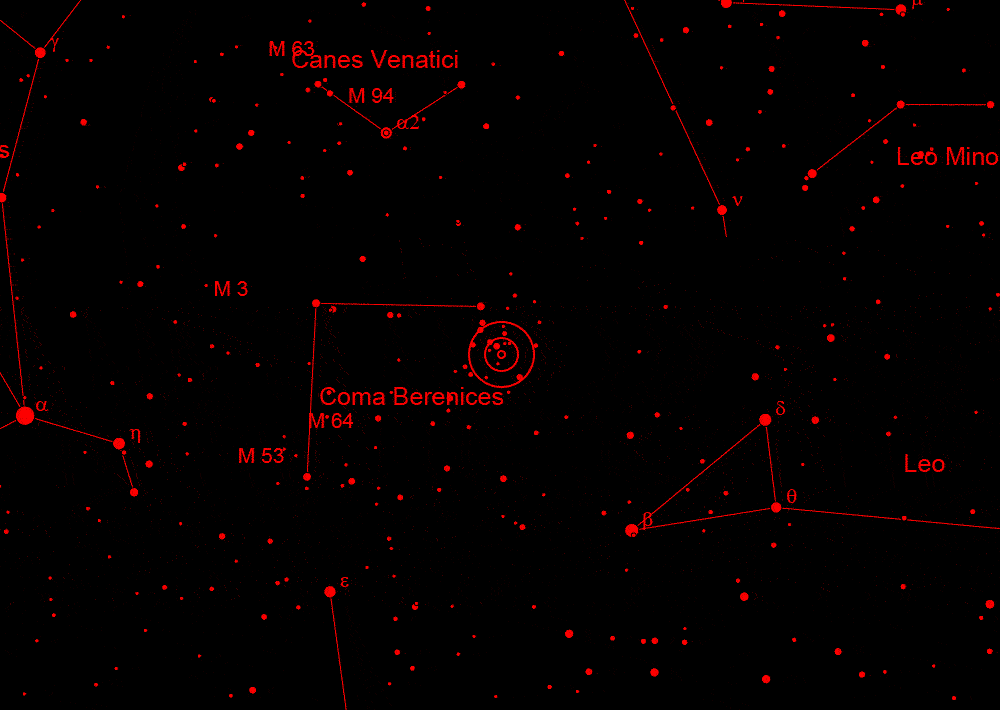 μ
γ
M 63
Canes Venatici
M 94
α2
s
Leo Mino
ν
M 3
Coma Berenices
α
δ
M 64
η
M 53
Leo
θ
β
ε